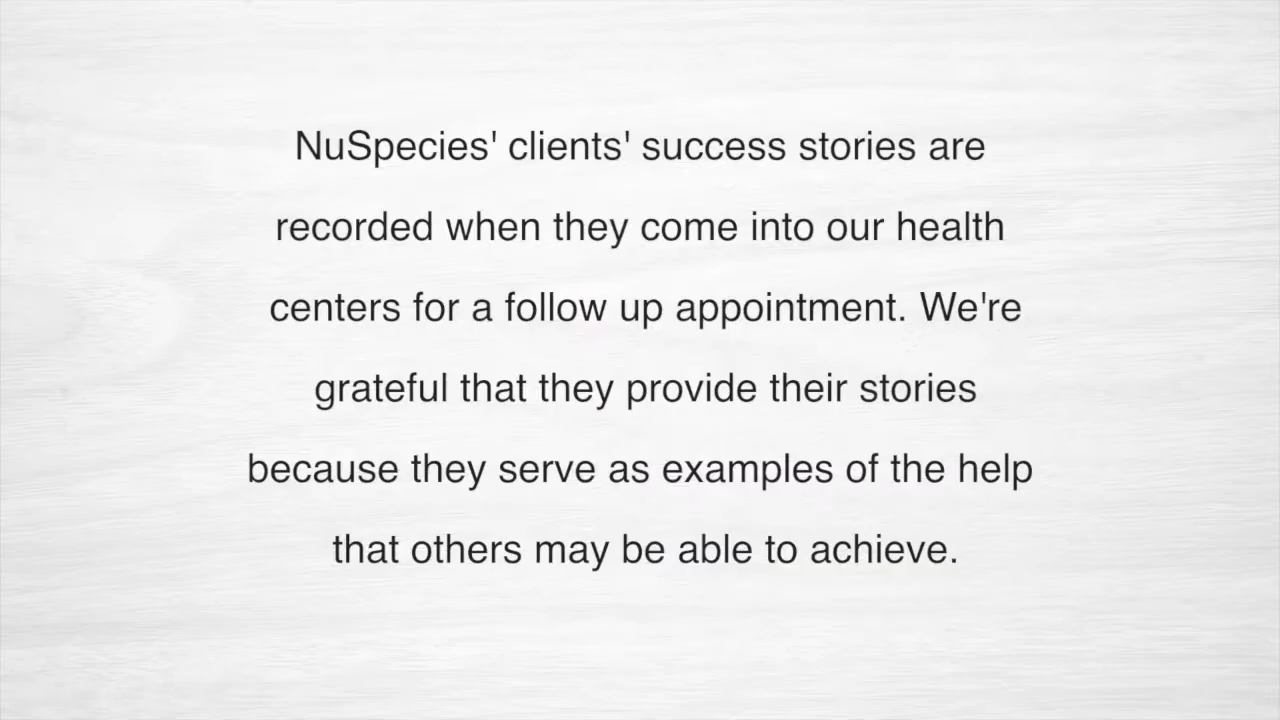 NuSpecies' clients' success stories are
recorded when they come into our health
centers for a follow up appointment. We're
grateful that they provide their stories
because they serve as examples of the help
that others may be able to achieve.